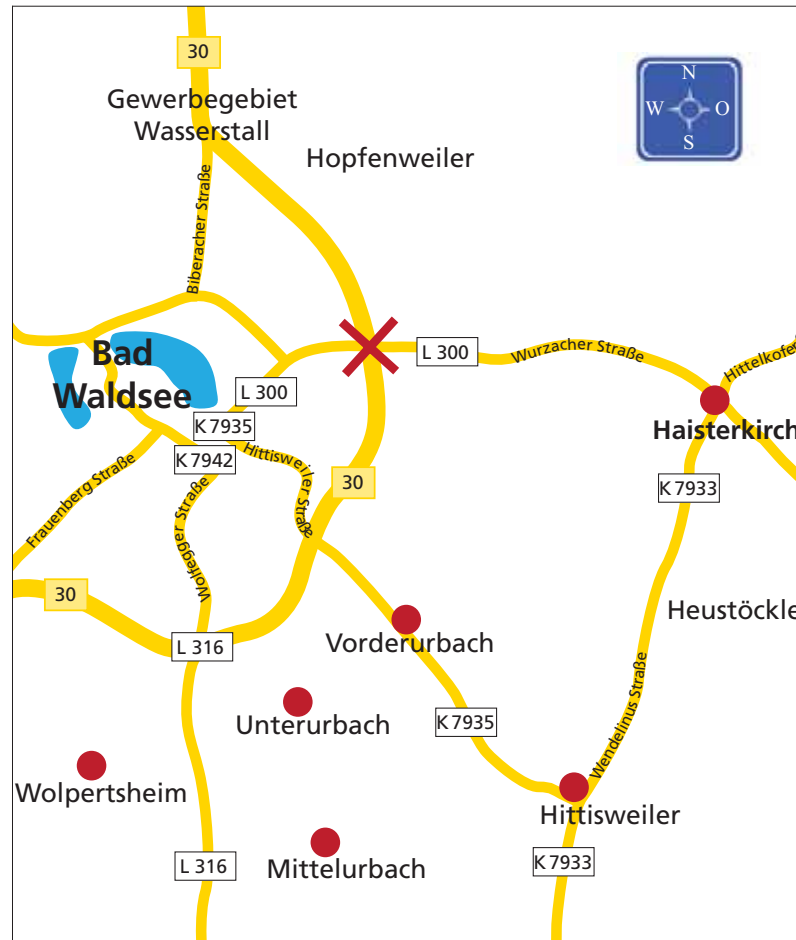 30
Gewerbegebiet
Wasserstall
N
W O
S
Hopfenweiler
Biberacher Straße
Bad
Waldsee
L 300
Wurzacher Straße
Hittelkofe
L 300
K 7935
Haisterkirch
K 7942
Hittisweiler Straße
Frauenberg Straße
Wolfegger Straße
30
K 7933
30
Heustöckle
L 316
Vorderurbach
Unterurbach
K 7935
Wendelinus Straße
Wolpertsheim
Hittisweiler
L 316
Mittelurbach
K 7933